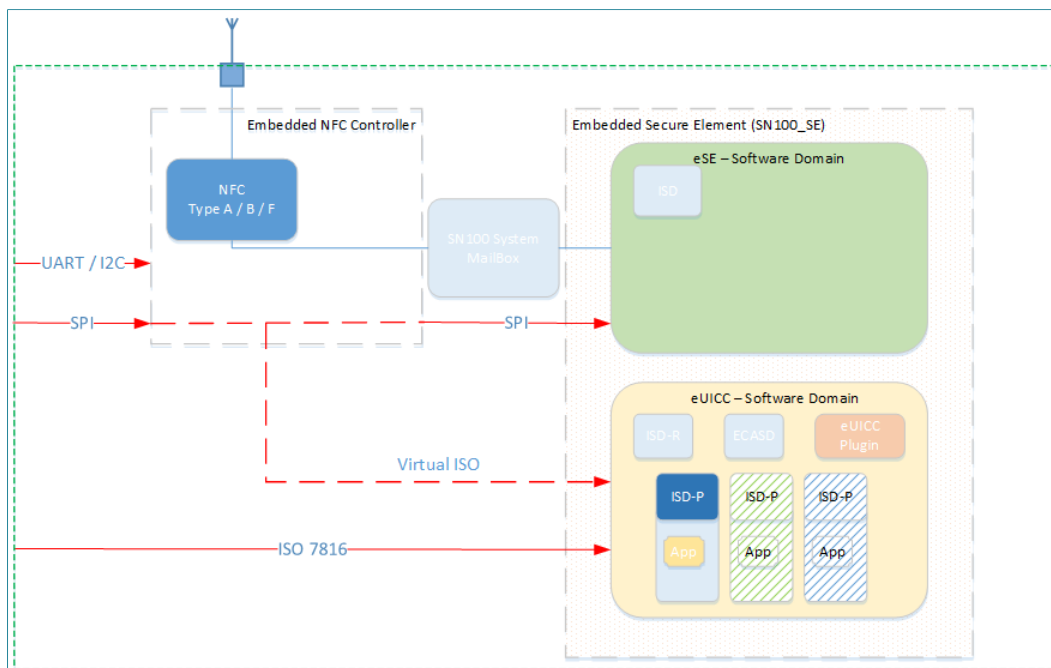 Embedded NFC Controller
Embedded Secure Element (SN100_SE)
eSE – Software Domain
NFC
Type A / B / F
ISD
SN100 System
MailBox
UART / I2C
SPI
SPI
eUICC – Software Domain
ISD-R
ECASD
eUICC
Plugin
Virtual ISO
ISD-P
ISD-P
ISD-P
ISO 7816
App
App
App